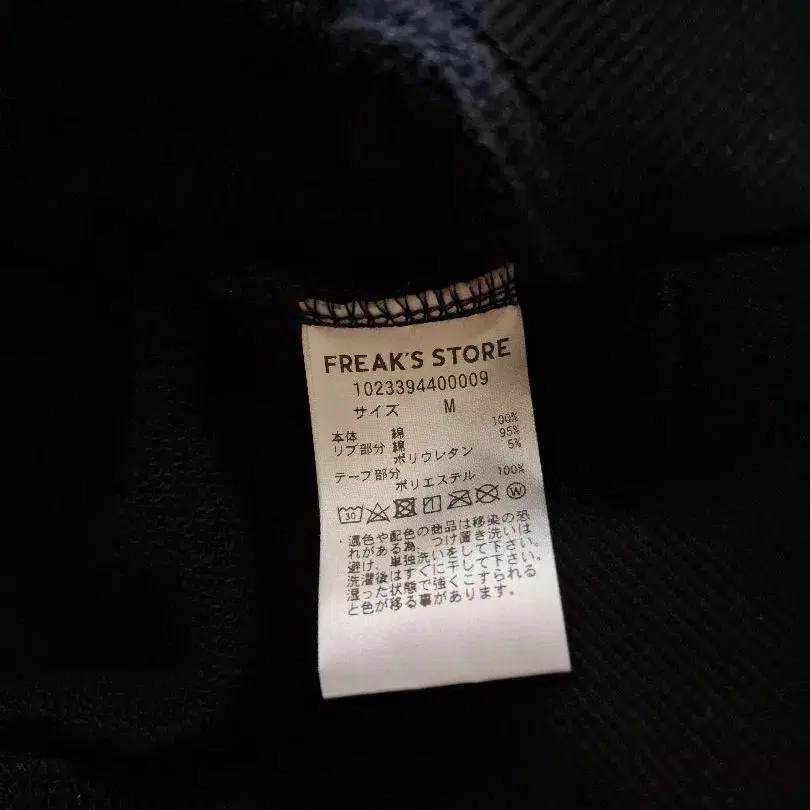 FREAK'S STORE
1023394400009
サイズ M
本体 綿 100%
リブ部分 綿 95%
ポリウレタン 5%
テープ部分
ポリエステル 100%
30 W
・濃色や配色の商品は移染の恐
れがある為、つけ置き洗いは
避け、単独洗いをして下さい。
洗濯後はすぐに干して下さい。
湿った状態で強くこすられる
と色が移る事があります。